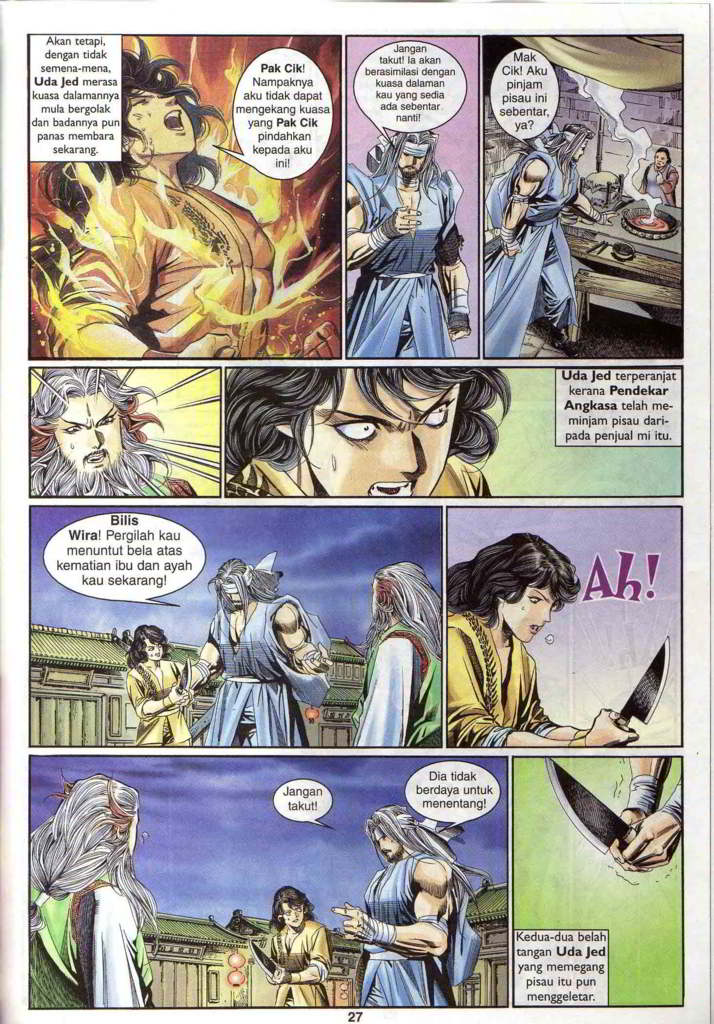 Akan tetapi,
dengan tidak
semena-mena,
Uda Jed merasa
kuasa dalamannya
mula bergolak
dan badannya pun
panas membara
sekarang.
Pak Cik!
Nampaknya
aku tidak dapat
mengekang kuasa
yang Pak Cik
pindahkan
kepada aku
ini!
Jangan
takut! Ia akan
berasimilasi dengan
kuasa dalaman
kau yang sedia
ada sebentar
nanti!
Mak
Cik! Aku
pinjam
pisau ini
sebentar,
ya?
Uda Jed terperanjat
kerana Pendekar
Angkasa telah me-
minjam pisau dari-
pada penjual mi itu.
Bilis
Wira! Pergilah kau
menuntut bela atas
kematian ibu dan ayah
kau sekarang!
Ah!
Jangan
takut!
Dia tidak
berdaya untuk
menentang!
Kedua-dua belah
tangan Uda Jed
yang memegang
pisau itu pun
menggeletar.
27